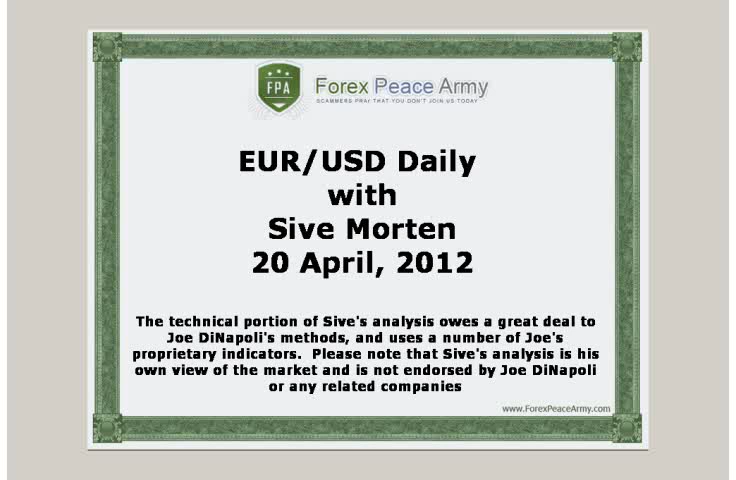 FPA
Forex Peace Army
SCAMMERS PRAY THAT YOU DON'T JOIN US TODAY
EUR/USD Daily
with
Sive Morten
20 April, 2012
The technical portion of Sive's analysis owes a great deal to
Joe DiNapoli's methods, and uses a number of Joe's
proprietary indicators.  Please note that Sive's analysis is his
own view of the market and is not endorsed by Joe DiNapoli
or any related companies
www.ForexPeaceArmy.com